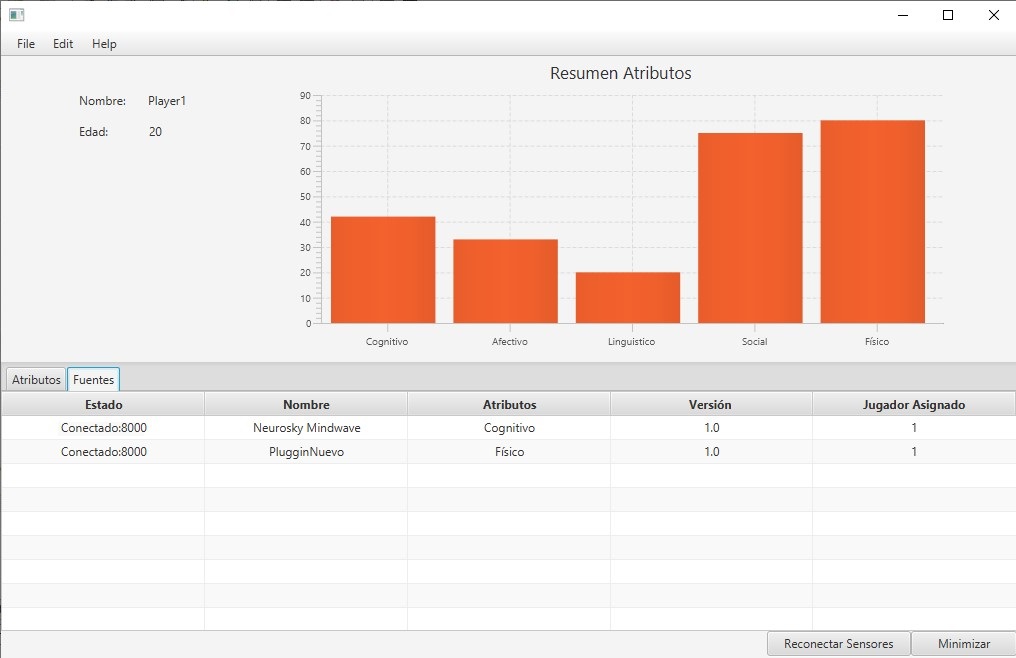 File Edit Help
Resumen Atributos
Nombre: Player1
Edad: 20
90
80
70
60
50
40
30
20
10
0
Cognitivo Afectivo Linguistico Social Físico
Atributos Fuentes
Estado Nombre Atributos Versión Jugador Asignado
Conectado:8000 Neurosky Mindwave Cognitivo 1.0 1
Conectado:8000 PlugginNuevo Físico 1.0 1
Reconectar Sensores Minimizar